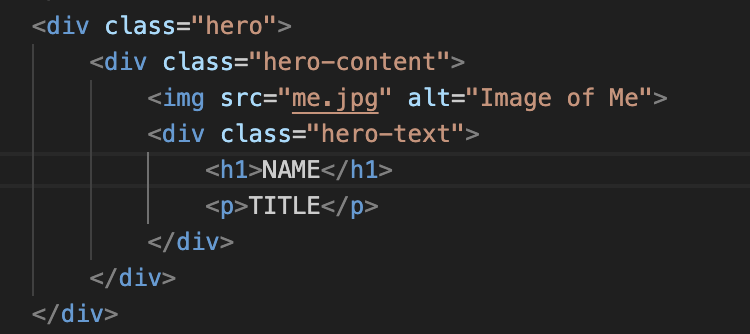 <div class="hero">
<div class="hero-content">
<img src="me.jpg" alt="Image of Me">
<div class="hero-text">
<h1>NAME</h1>
<p>TITLE</p>
</div>
</div>
</div>